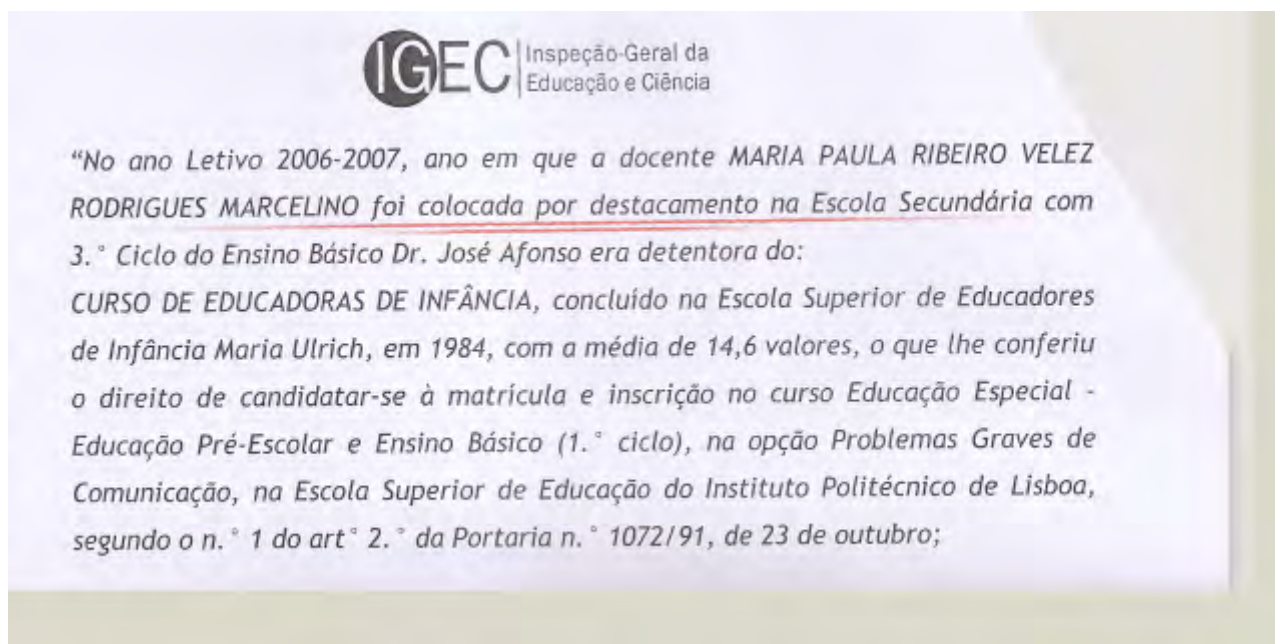 IGEC Inspeção-Geral da
Educação e Ciência
“No ano Letivo 2006-2007, ano em que a docente MARIA PAULA RIBEIRO VELEZ
RODRIGUES MARCELINO foi colocada por destacamento na Escola Secundária com
3.° Ciclo do Ensino Básico Dr. José Afonso era detentora do:
CURSO DE EDUCADORAS DE INFÂNCIA, concluído na Escola Superior de Educadores
de Infância Maria Ulrich, em 1984, com a média de 14,6 valores, o que lhe conferiu
o direito de candidatar-se à matrícula e inscrição no curso Educação Especial -
Educação Pré-Escolar e Ensino Básico (1.° ciclo), na opção Problemas Graves de
Comunicação, na Escola Superior de Educação do Instituto Politécnico de Lisboa,
segundo o n.° 1 do art° 2.° da Portaria n.° 1072/91, de 23 de outubro;